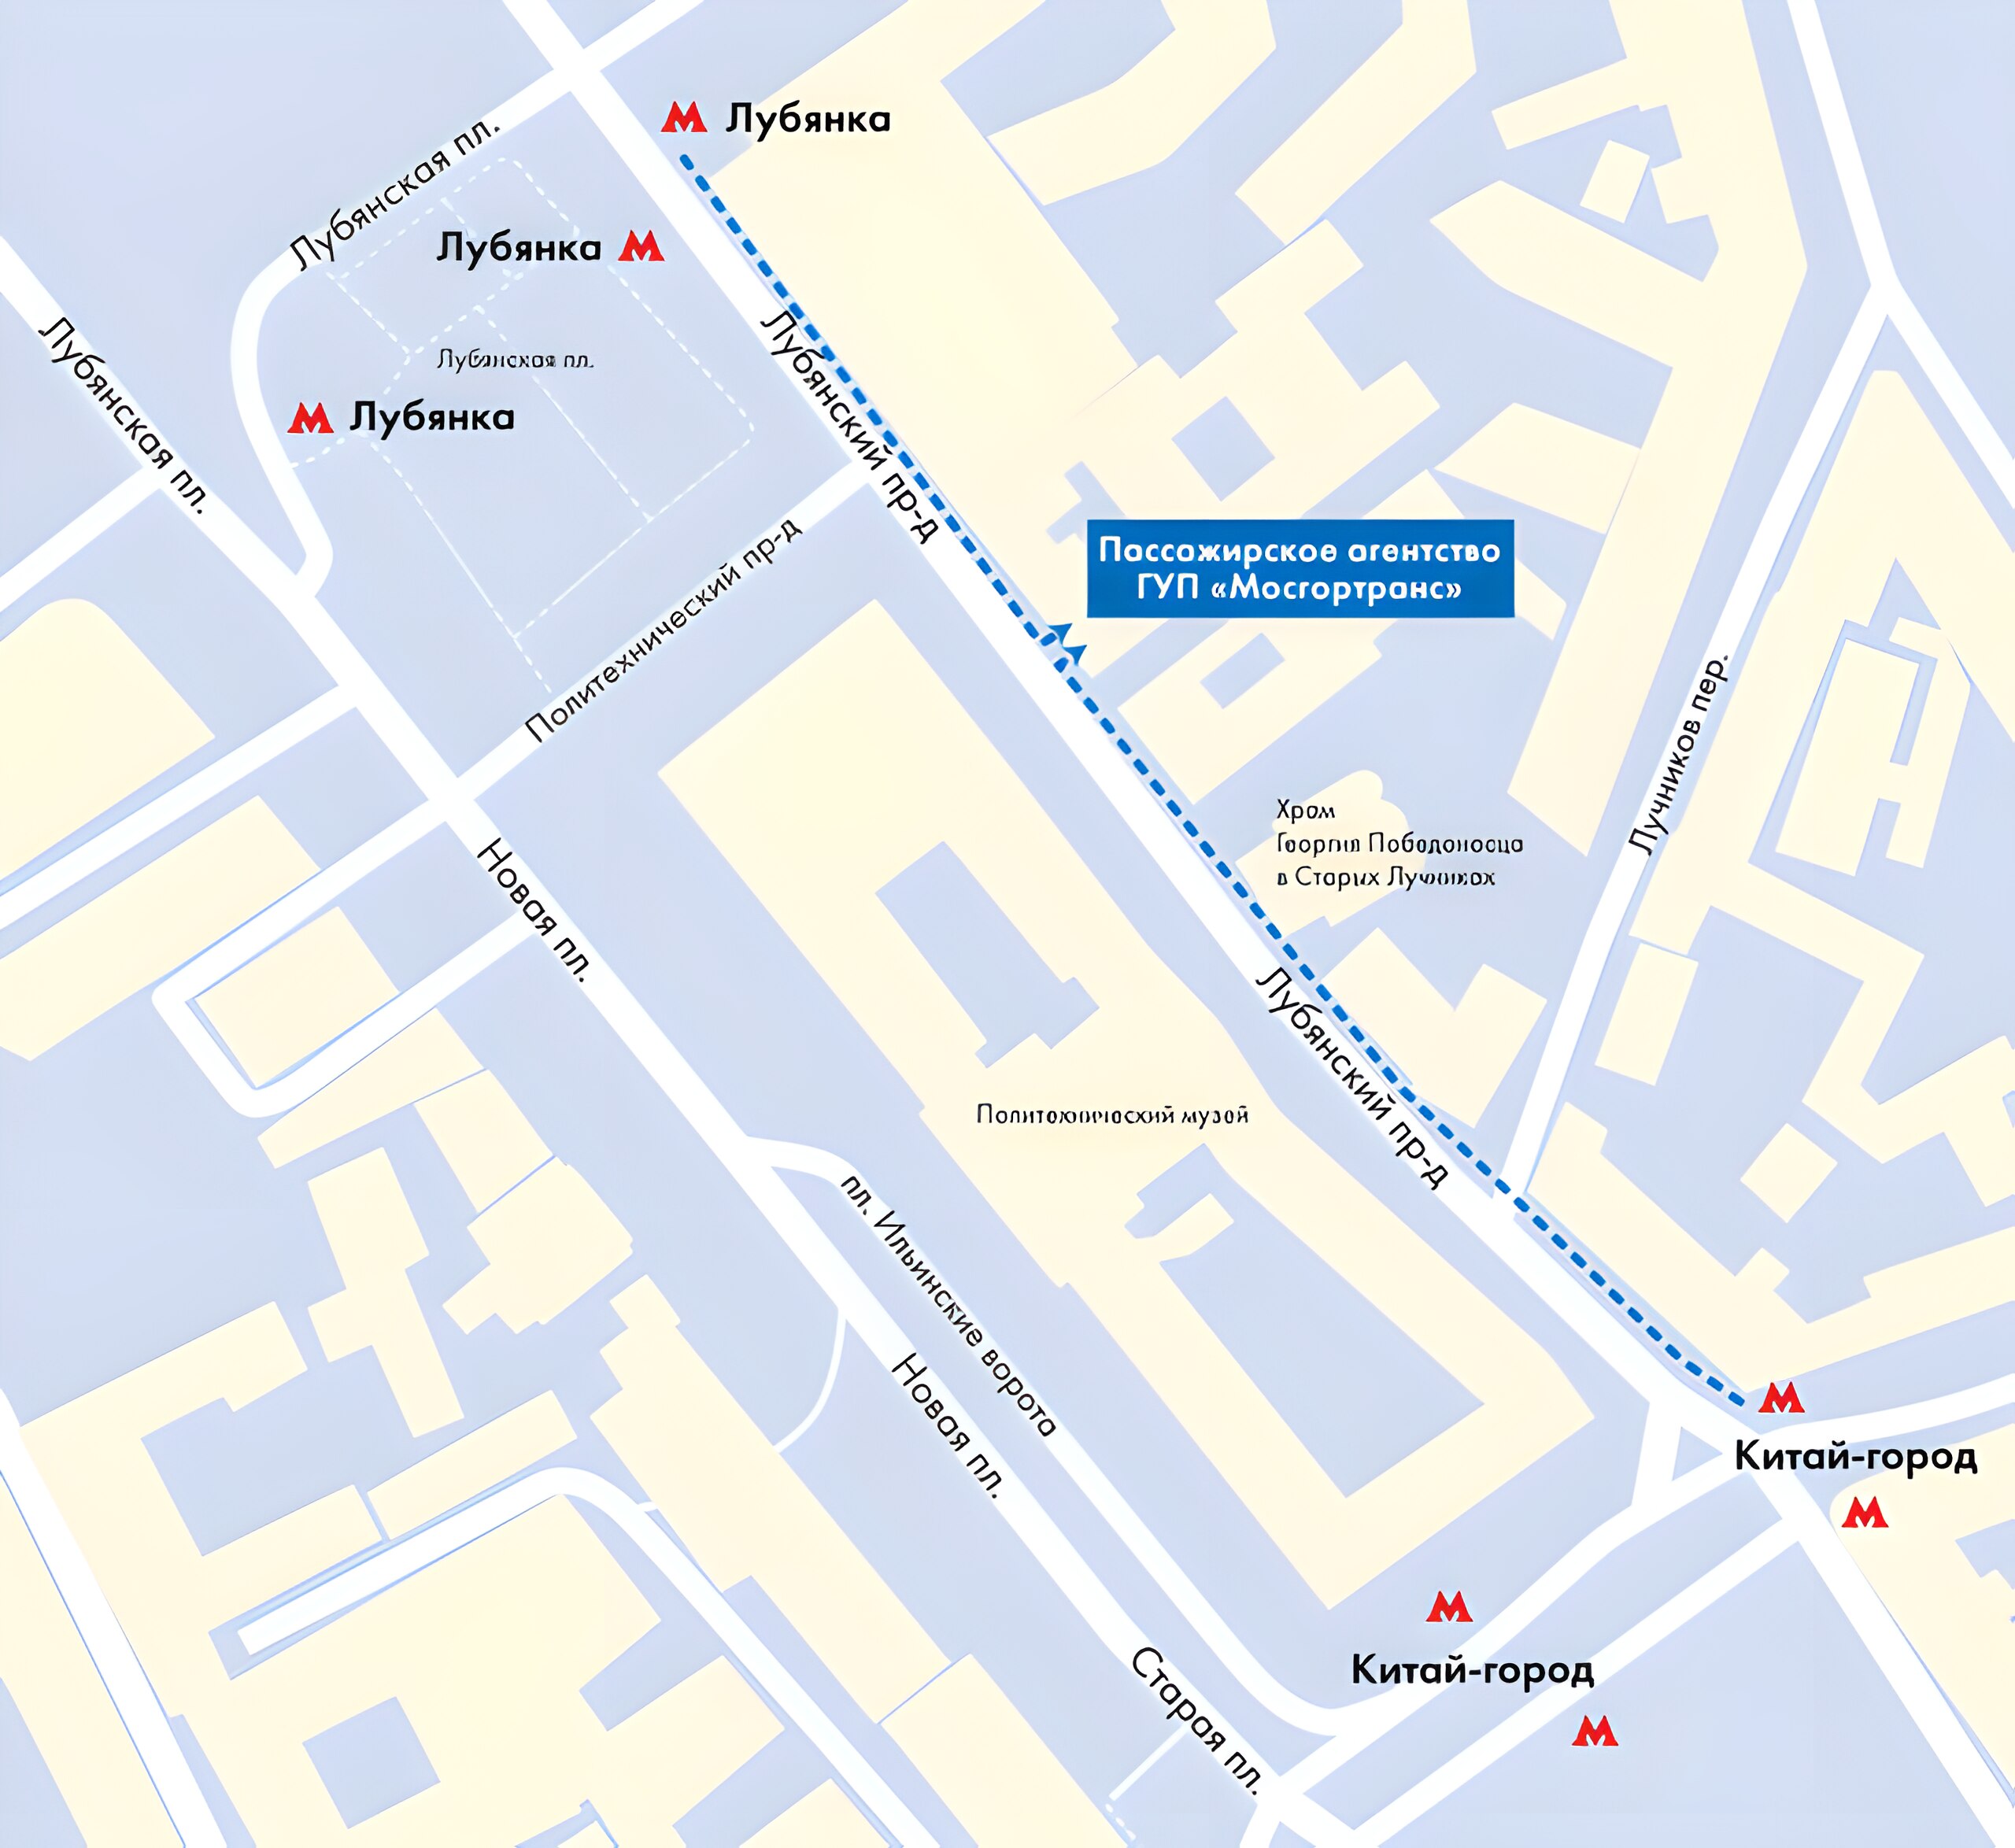 Лубянка
Лубянская пл.
Лубянка
Лубянская пл.
Лубянский пр-д
Лубянская пл.
Лубянка
Пассажирское агентство
ГУП «Мосгортранс»
Политехнический пр-д
Лучников пер.
Храм
Георгия Победоносца
в Старых Лучниках
Новая пл.
Лубянский пр-д
Политехнический музей
пл. Ильинские ворота
Новая пл.
Китай-город
Китай-город
Старая пл.